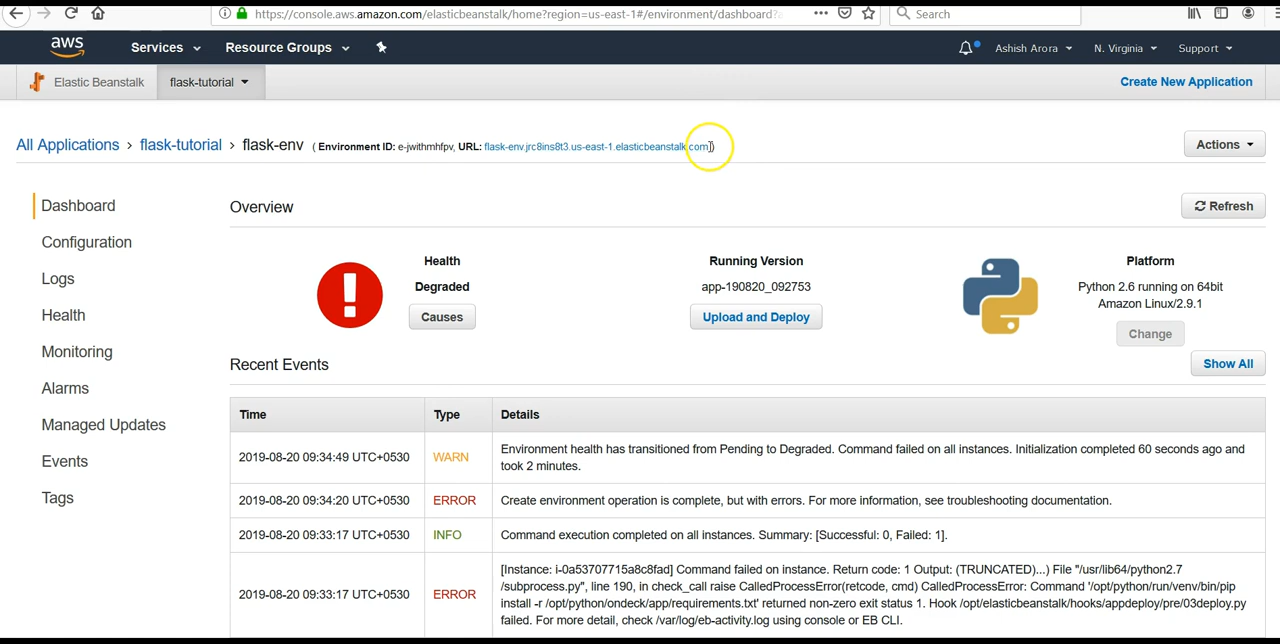 https://console.aws.amazon.com/elasticbeanstalk/home?region=us-east-1#/environment/dashboard?
Search
aws Services Resource Groups Ashish Arora N. Virginia Support
Elastic Beanstalk flask-tutorial Create New Application
All Applications › flask-tutorial › flask-env ( Environment ID: e-jwithmhfpv, URL: flask-env.jrc8ins8t3.us-east-1.elasticbeanstalk.com )
Actions
Dashboard
Configuration
Logs
Health
Monitoring
Alarms
Managed Updates
Events
Tags
Overview
Refresh
Health
Degraded
Causes
Running Version
app-190820_092753
Upload and Deploy
Platform
Python 2.6 running on 64bit
Amazon Linux/2.9.1
Change
Recent Events
Show All
Time Type Details
2019-08-20 09:34:49 UTC+0530 WARN Environment health has transitioned from Pending to Degraded. Command failed on all instances. Initialization completed 60 seconds ago and
took 2 minutes.
2019-08-20 09:34:20 UTC+0530 ERROR Create environment operation is complete, but with errors. For more information, see troubleshooting documentation.
2019-08-20 09:33:17 UTC+0530 INFO Command execution completed on all instances. Summary: [Successful: 0, Failed: 1].
2019-08-20 09:33:17 UTC+0530 ERROR [Instance: i-0a53707715a8c8fad] Command failed on instance. Return code: 1 Output: (TRUNCATED)...) File "/usr/lib64/python2.7
/subprocess.py", line 190, in check_call raise CalledProcessError(retcode, cmd) CalledProcessError: Command '/opt/python/run/venv/bin/pip
install -r /opt/python/ondeck/app/requirements.txt' returned non-zero exit status 1. Hook /opt/elasticbeanstalk/hooks/appdeploy/pre/03deploy.py
failed. For more detail, check /var/log/eb-activity.log using console or EB CLI.